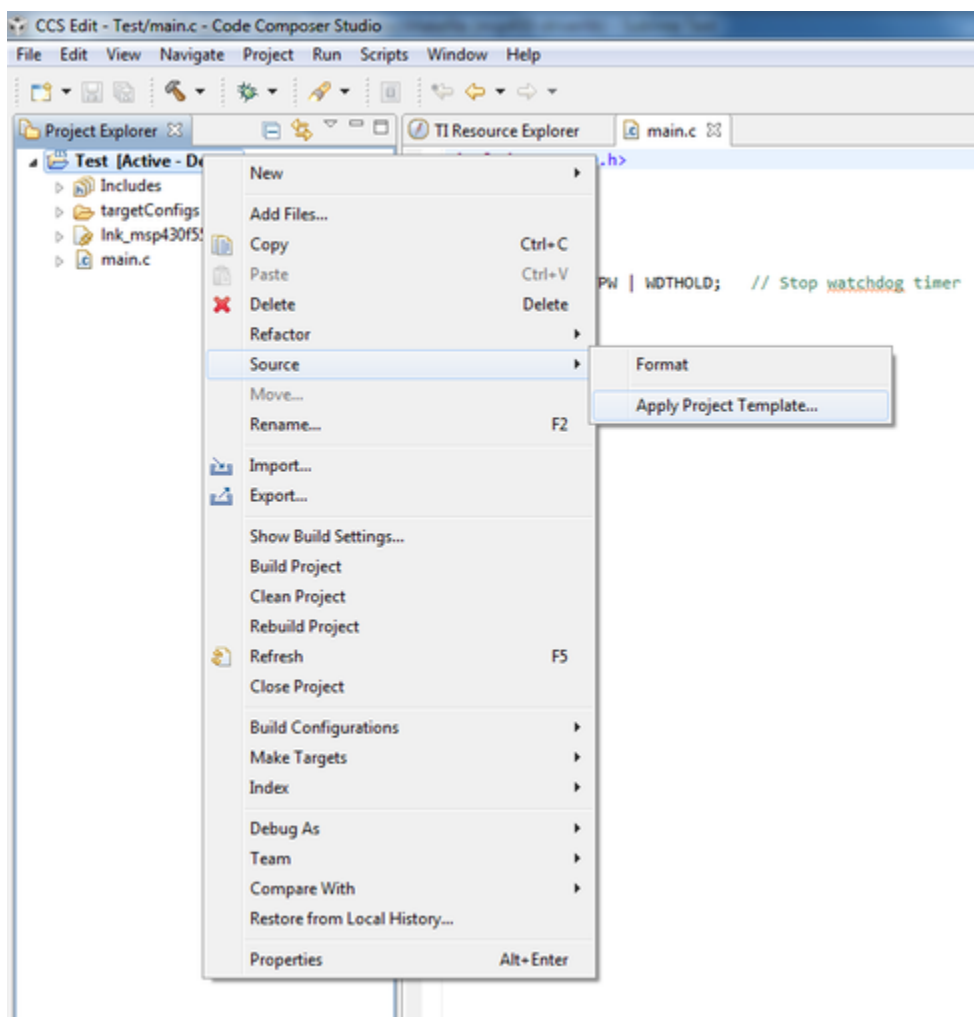 CCS Edit - Test/main.c - Code Composer Studio
File Edit View Navigate Project Run Scripts Window Help
Project Explorer
TI Resource Explorer
main.c
Test [Active - De
.h>
Includes
targetConfigs
lnk_msp430f55
main.c
New
Add Files...
Copy Ctrl+C
Paste Ctrl+V
PW | WDTHOLD; // Stop watchdog timer
Delete Delete
Refactor
Source
Format
Move...
Apply Project Template...
Rename... F2
Import...
Export...
Show Build Settings...
Build Project
Clean Project
Rebuild Project
Refresh F5
Close Project
Build Configurations
Make Targets
Index
Debug As
Team
Compare With
Restore from Local History...
Properties Alt+Enter